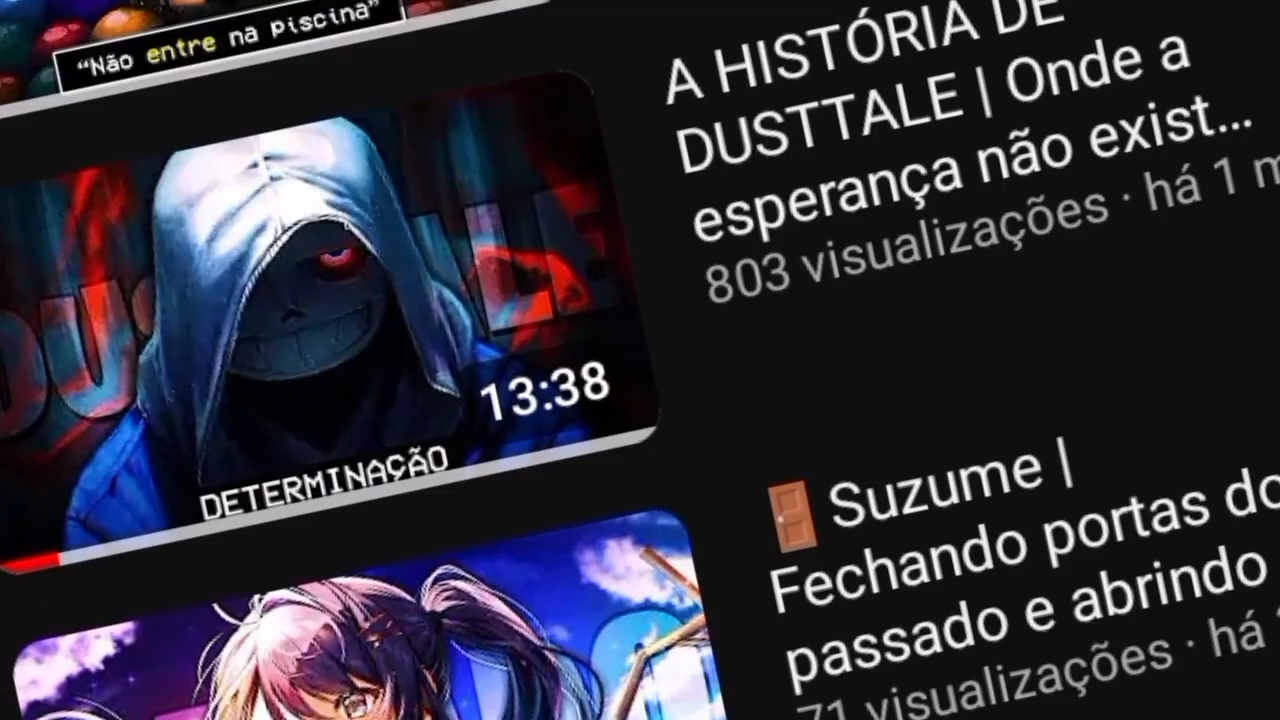 “Não entre na piscina”
A HISTÓRIA DE
DUSTTALE | Onde a
esperança não exist...
803 visualizações · há 1 m
13:38
DETERMINAÇÃO
🚪 Suzume |
Fechando portas do
passado e abrindo
71 visualizações · há